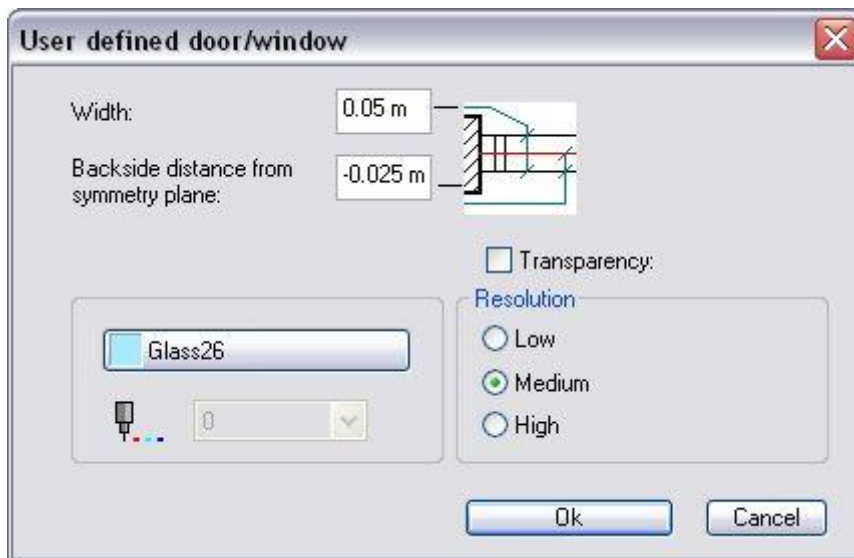 User defined door/window
Width:
0.05 m
Backside distance from
symmetry plane:
-0.025 m
Transparency:
Resolution
Glass26
Low
Medium
0
High
Ok
Cancel